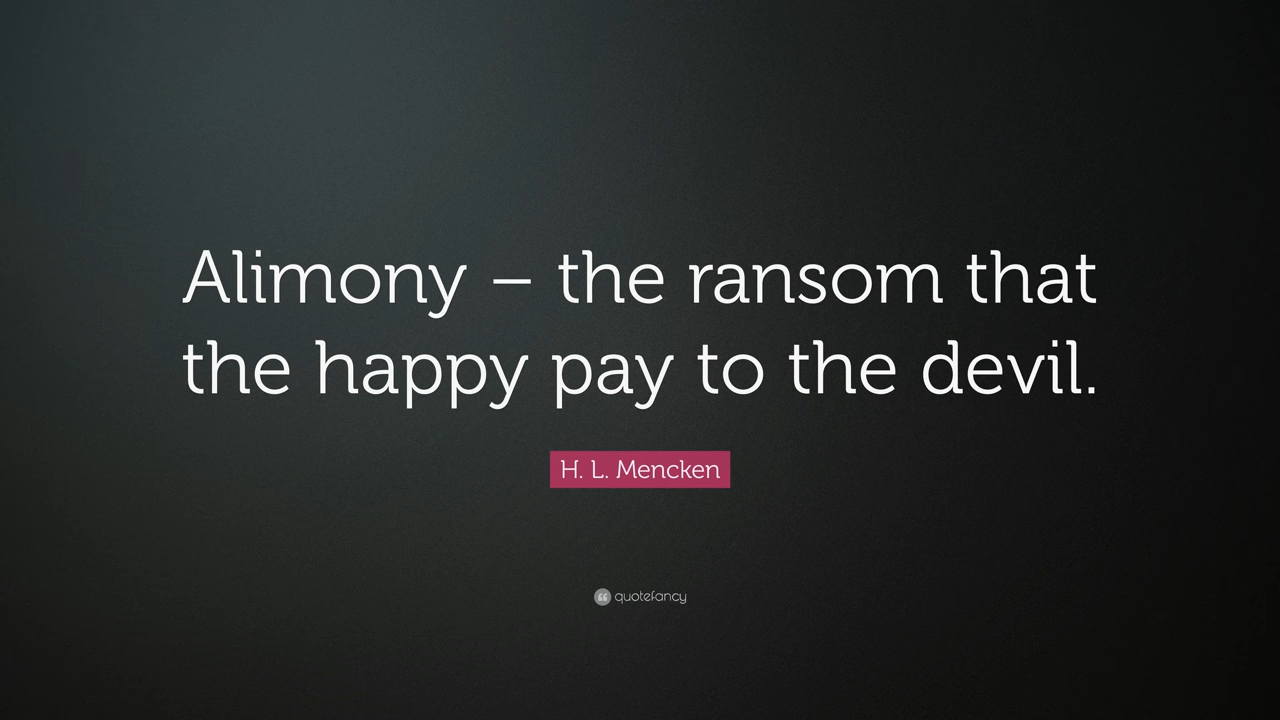 Alimony – the ransom that
the happy pay to the devil.
H. L. Mencken
quotefancy